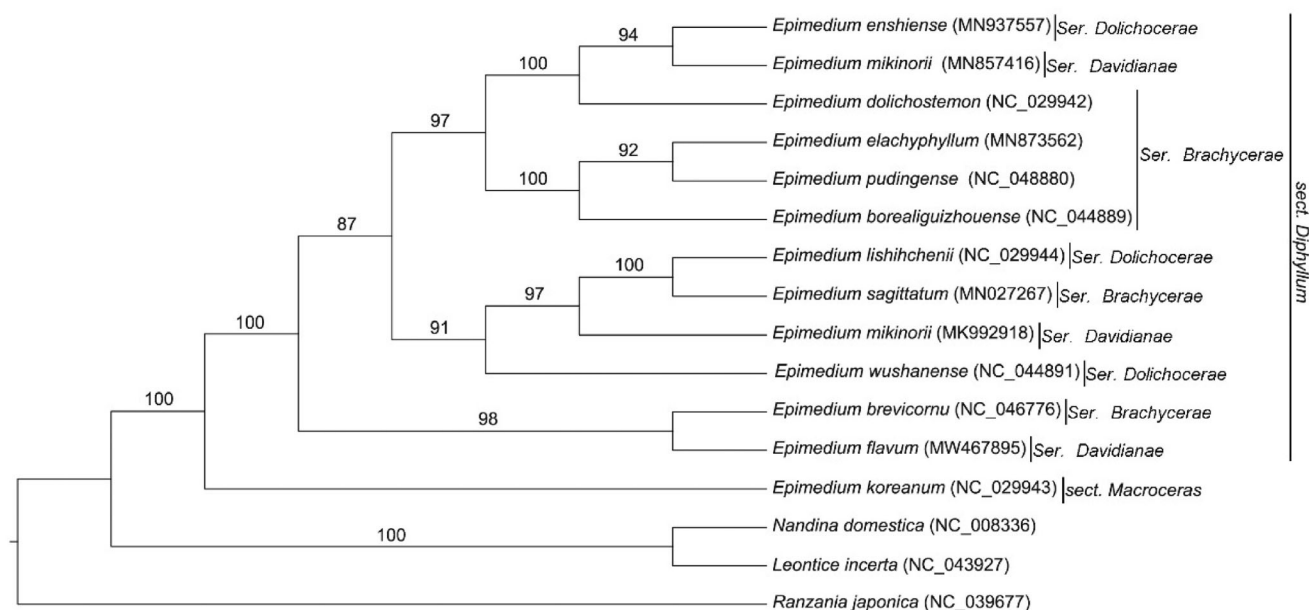 94
Epimedium enshiense (MN937557) Ser. Dolichocerae
100
Epimedium mikinorii (MN857416) Ser. Davidianae
Epimedium dolichostemon (NC_029942)
97
92
Epimedium elachyphyllum (MN873562)
Ser. Brachycerae
100
Epimedium pudingense (NC_048880)
Epimedium borealiguizhouense (NC_044889)
87
100
Epimedium lishihchenii (NC_029944) Ser. Dolichocerae
97
Epimedium sagittatum (MN027267) Ser. Brachycerae
91
Epimedium mikinorii (MK992918) Ser. Davidianae
100
Epimedium wushanense (NC_044891) Ser. Dolichocerae
98
Epimedium brevicornu (NC_046776) Ser. Brachycerae
100
Epimedium flavum (MW467895) Ser. Davidianae
sect. Diphyllum
Epimedium koreanum (NC_029943) sect. Macroceras
100
Nandina domestica (NC_008336)
Leontice incerta (NC_043927)
Ranzania japonica (NC_039677)